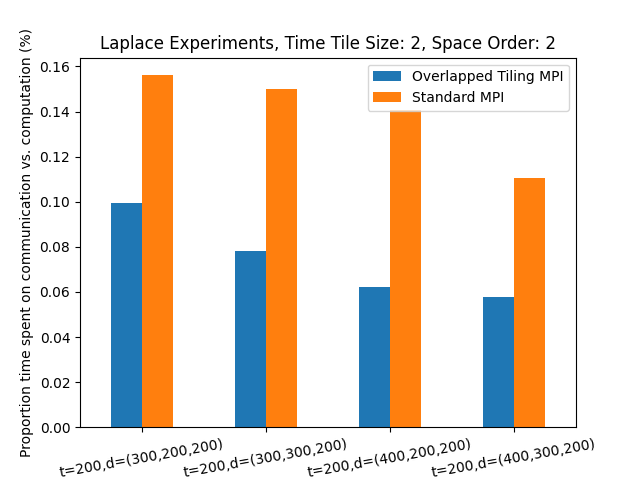 Laplace Experiments, Time Tile Size: 2, Space Order: 2
Proportion time spent on communication vs. computation (%)
0.16
0.14
0.12
0.10
0.08
0.06
0.04
0.02
0.00
Overlapped Tiling MPI
Standard MPI
t=200,d=(300,200,200)
t=200,d=(300,300,200)
t=200,d=(400,200,200)
t=200,d=(400,300,200)